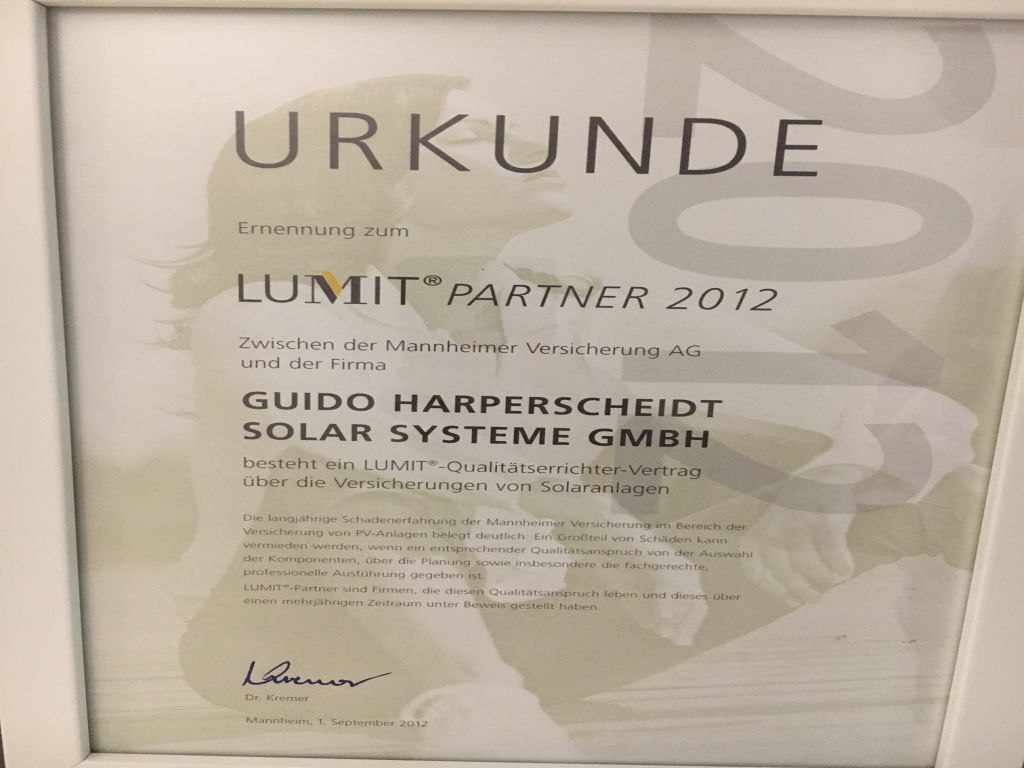 2012
URKUNDE
Ernennung zum
LUMIT® PARTNER 2012
Zwischen der Mannheimer Versicherung AG
und der Firma
GUIDO HARPERSCHEIDT
SOLAR SYSTEME GMBH
besteht ein LUMIT®-Qualitätserrichter-Vertrag
über die Versicherungen von Solaranlagen
Die langjährige Schadenerfahrung der Mannheimer Versicherung im Bereich der
Versicherung von PV-Anlagen belegt deutlich: Ein Großteil von Schäden kann
vermieden werden, wenn ein entsprechender Qualitätsanspruch von der Auswahl
der Komponenten, über die Planung sowie insbesondere die fachgerechte,
professionelle Ausführung gegeben ist.
LUMIT®-Partner sind Firmen, die diesen Qualitätsanspruch leben und dieses über
einen mehrjährigen Zeitraum unter Beweis gestellt haben.
Dr. Kremer
Mannheim, 1. September 2012